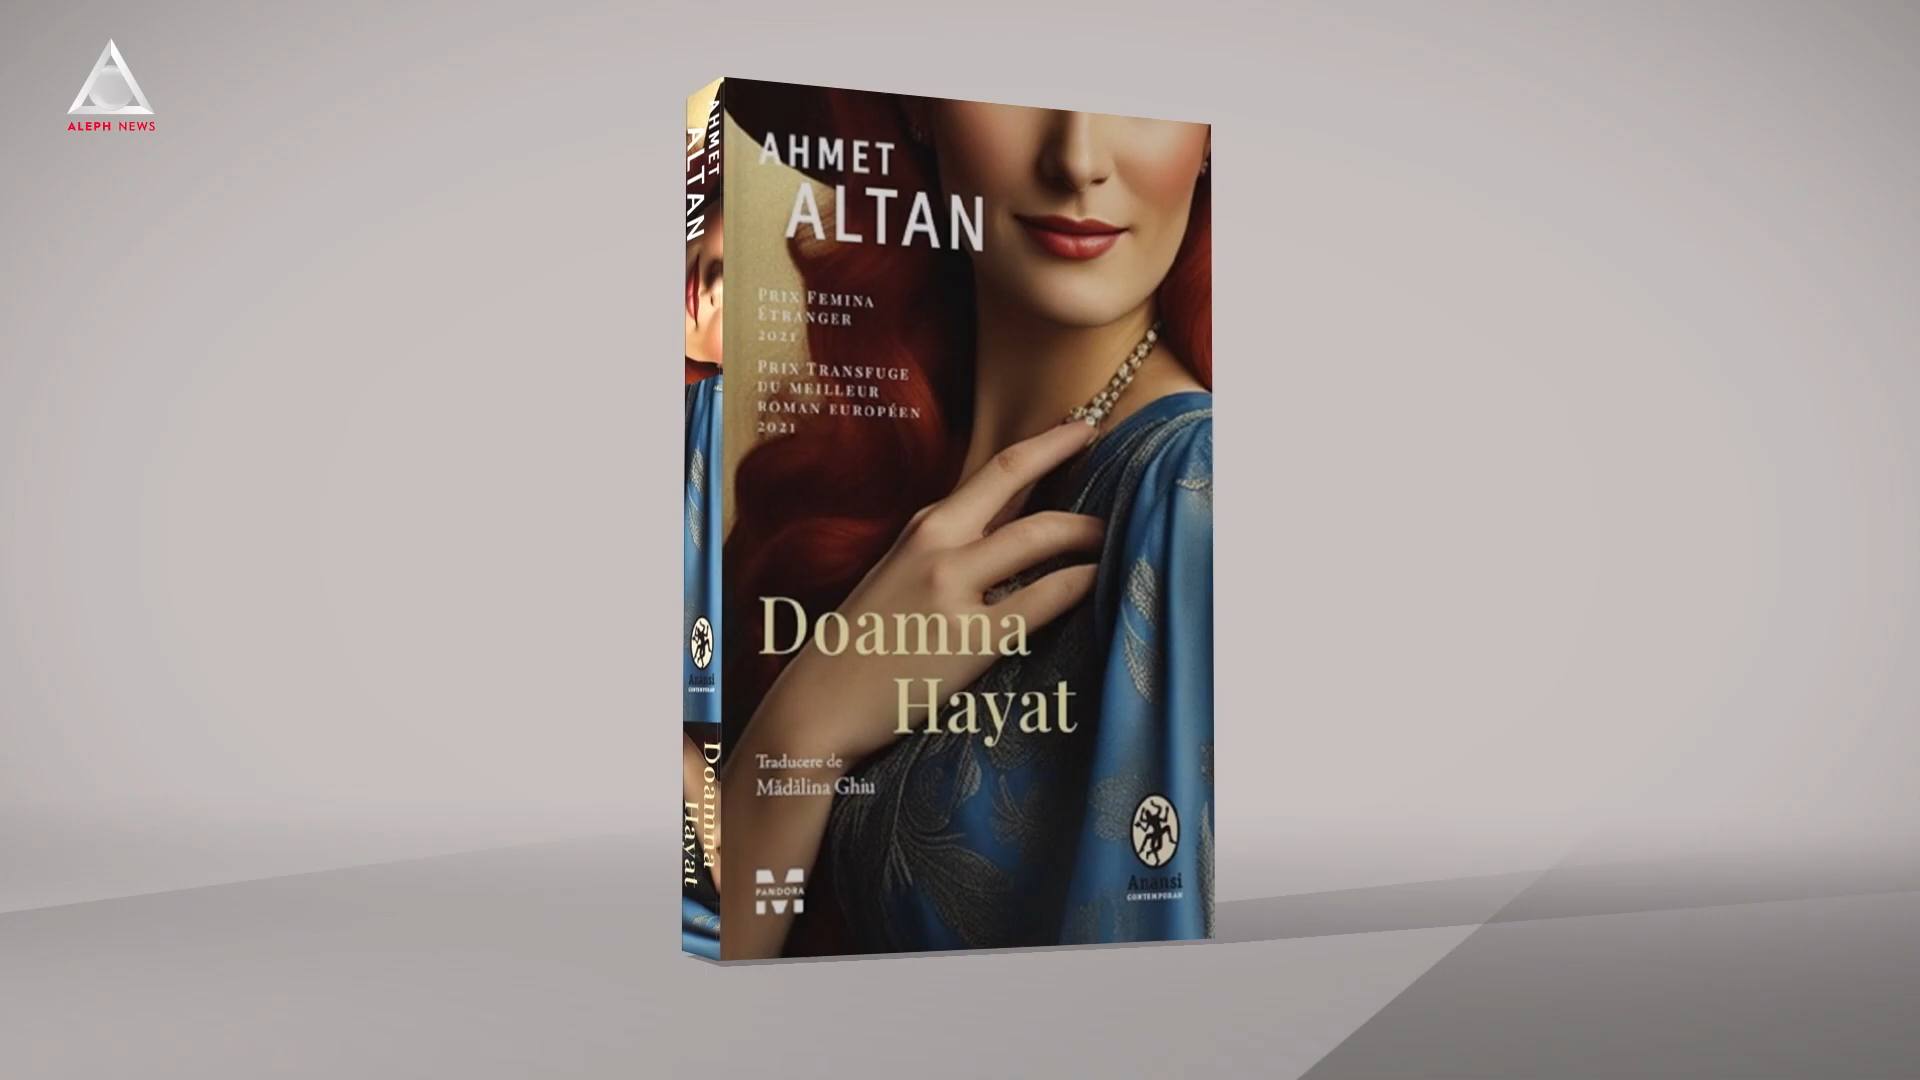 ALEPH NEWS
AHMET
ALTAN
AHMET
ALTAN
PRIX FEMINA
ÉTRANGER
2021
PRIX TRANSFUGE
DU MEILLEUR
ROMAN EUROPÉEN
2021
Doamna
Hayat
Traducere de
Mădălina Ghiu
PANDORA
M
Anansi
CONTEMPORAN
Anansi
CONTEMPORAN
Doamna
Hayat